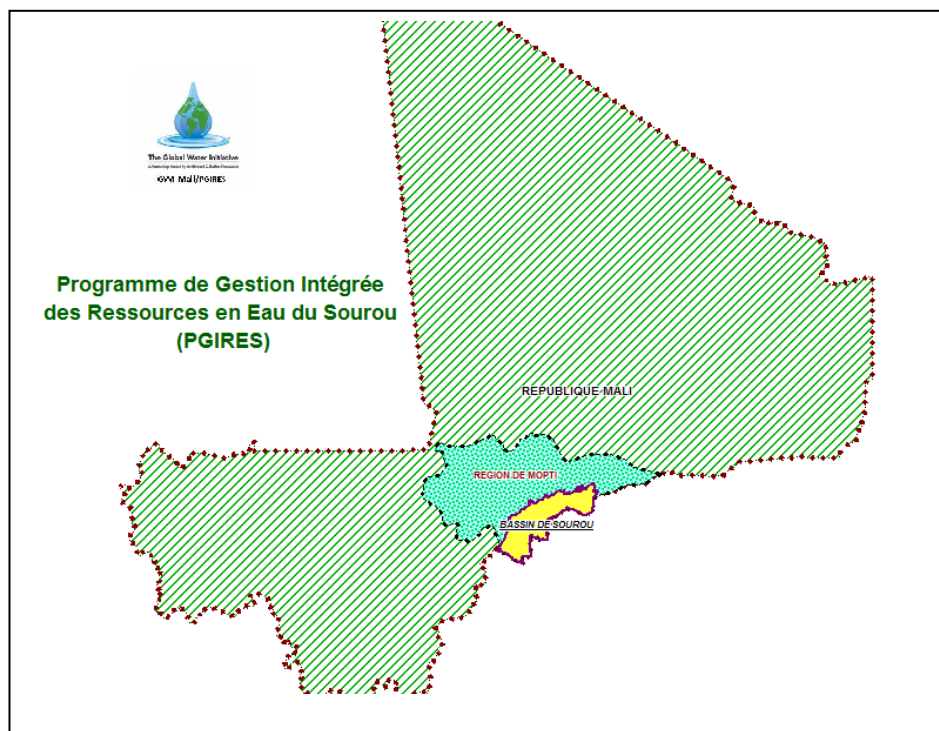 The Global Water Initiative
GWI Mali/PGIRES
Programme de Gestion Intégrée
des Ressources en Eau du Sourou
(PGIRES)
REPUBLIQUE MALI
REGION DE MOPTI
BASSIN DE SOUROU